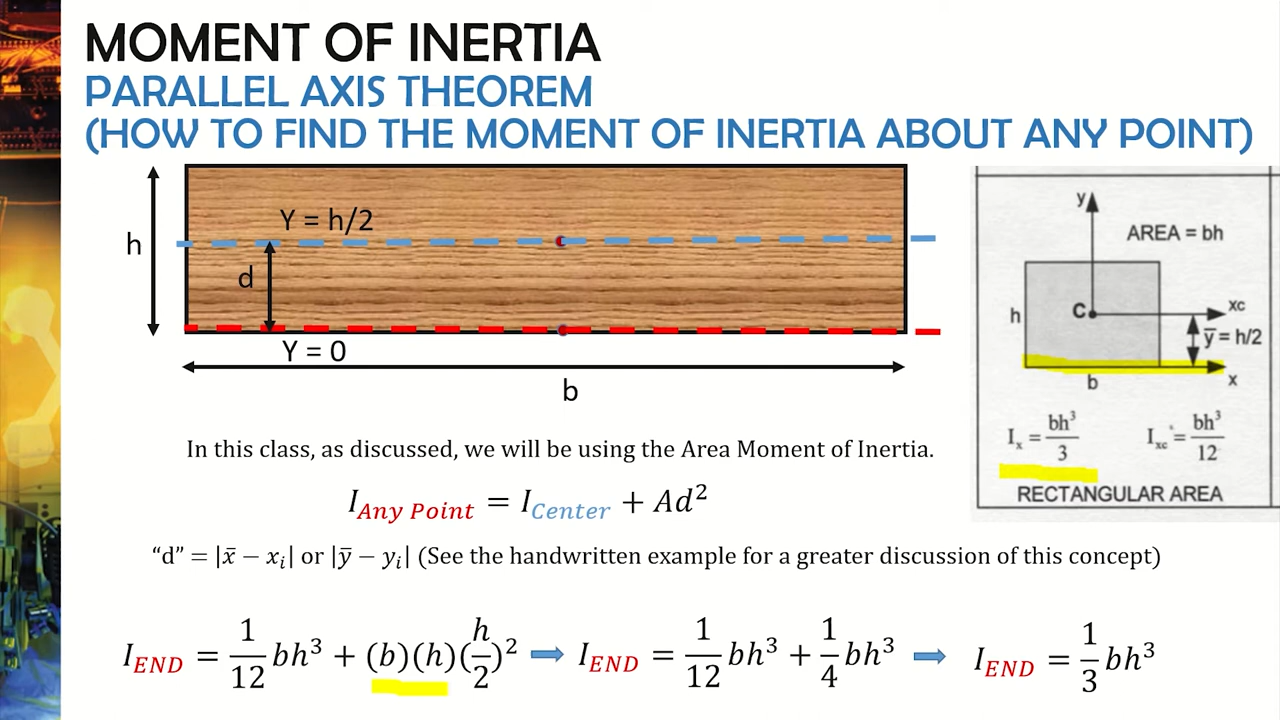 MOMENT OF INERTIA
PARALLEL AXIS THEOREM
(HOW TO FIND THE MOMENT OF INERTIA ABOUT ANY POINT)
Y = h/2
h
d
Y = 0
b
y
AREA = bh
C
xc
h
y̅ = h/2
b
x
Iₓ = bh³/3
Iₓc = bh³/12
RECTANGULAR AREA
In this class, as discussed, we will be using the Area Moment of Inertia.
I_Any Point = I_Center + Ad²
“d” = |x̅ − xᵢ| or |y̅ − yᵢ| (See the handwritten example for a greater discussion of this concept)
I_END = 1/12 bh³ + (b)(h)(h/2)² I_END = 1/12 bh³ + 1/4 bh³ I_END = 1/3 bh³